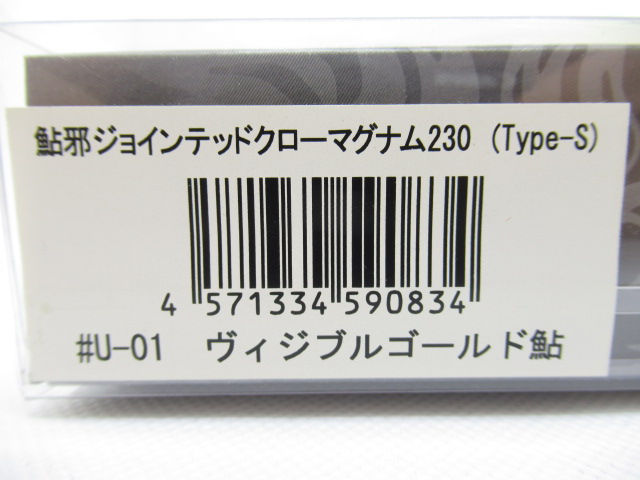 鮎邪ジョインテッドクローマグナム230 (Type-S)
4 571334 590834
#U-01 ヴィジブルゴールド鮎